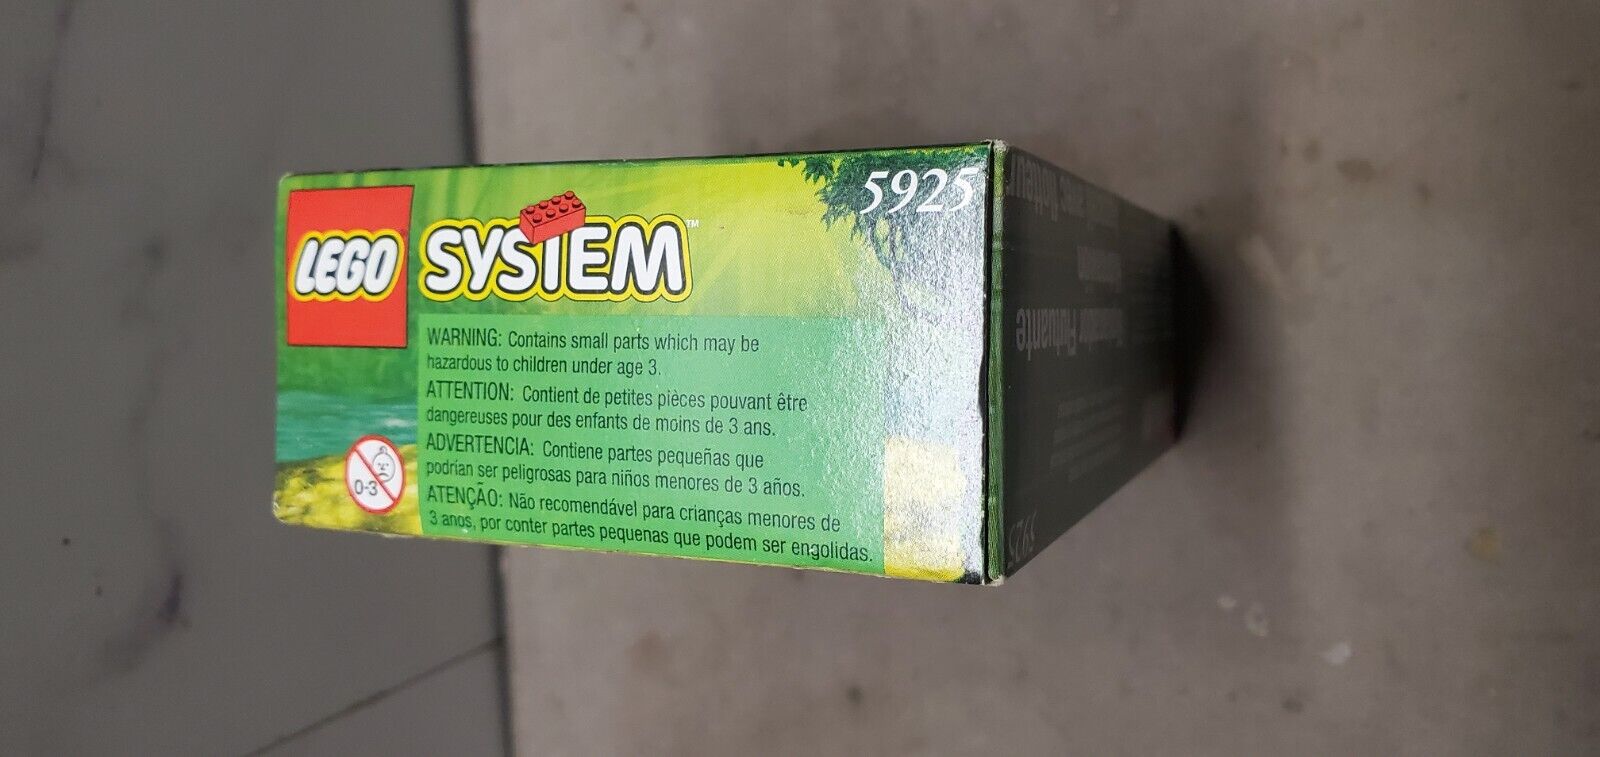 LEGO SYSTEM™
5925
WARNING: Contains small parts which may be
hazardous to children under age 3.
ATTENTION: Contient de petites pièces pouvant être
dangereuses pour des enfants de moins de 3 ans.
ADVERTENCIA: Contiene partes pequeñas que
podrían ser peligrosas para niños menores de 3 años.
ATENÇÃO: Não recomendável para crianças menores de
3 anos, por conter partes pequenas que podem ser engolidas.
0-3
5925